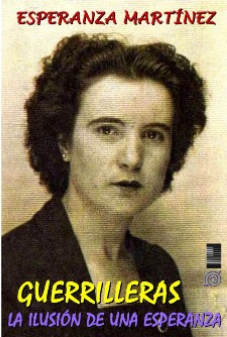 ESPERANZA MARTÍNEZ
GUERRILLERAS
LA ILUSIÓN DE UNA ESPERANZA